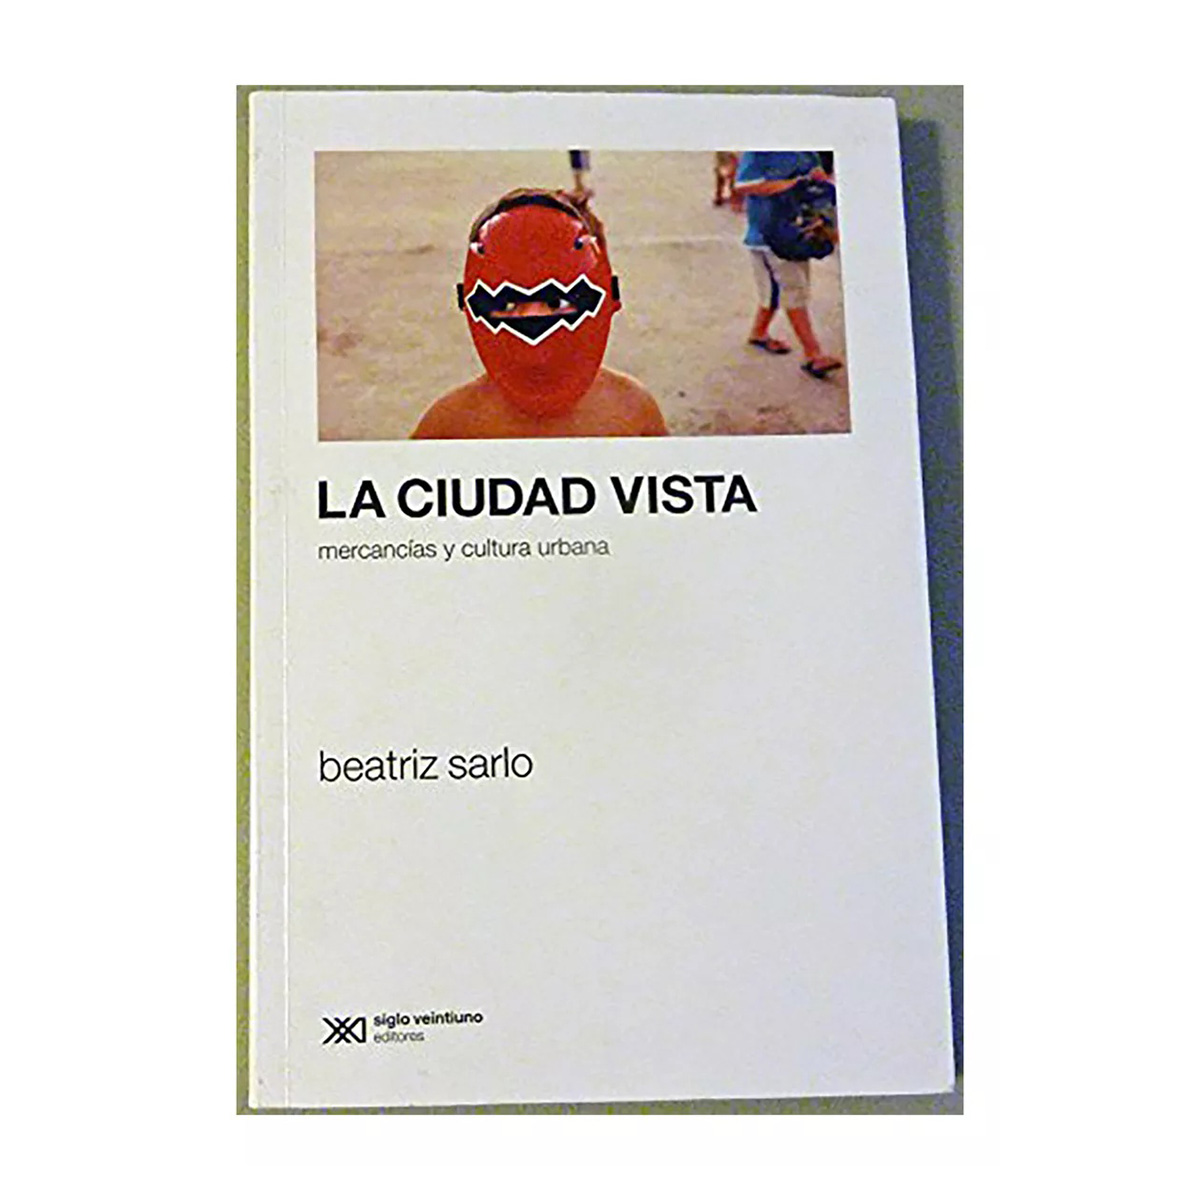 LA CIUDAD VISTA
mercancías y cultura urbana
beatriz sarlo
siglo veintiuno
editores